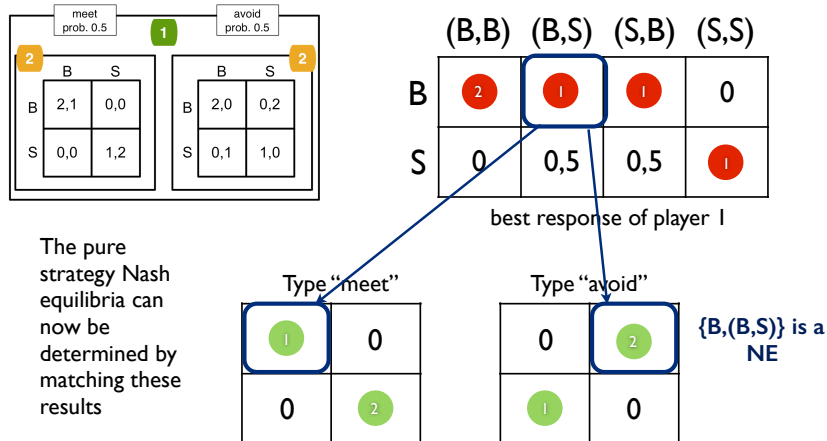 meet
prob. 0.5
1
avoid
prob. 0.5
2
2
B S
B 2,1 0,0
S 0,0 1,2
B S
B 2,0 0,2
S 0,1 1,0
(B,B) (B,S) (S,B) (S,S)
B 2 1 1 0
S 0 0,5 0,5 1
best response of player 1
The pure
strategy Nash
equilibria can
now be
determined by
matching these
results
Type "meet"
1 0
0 2
Type "avoid"
0 2
1 0
{B,(B,S)} is a
NE